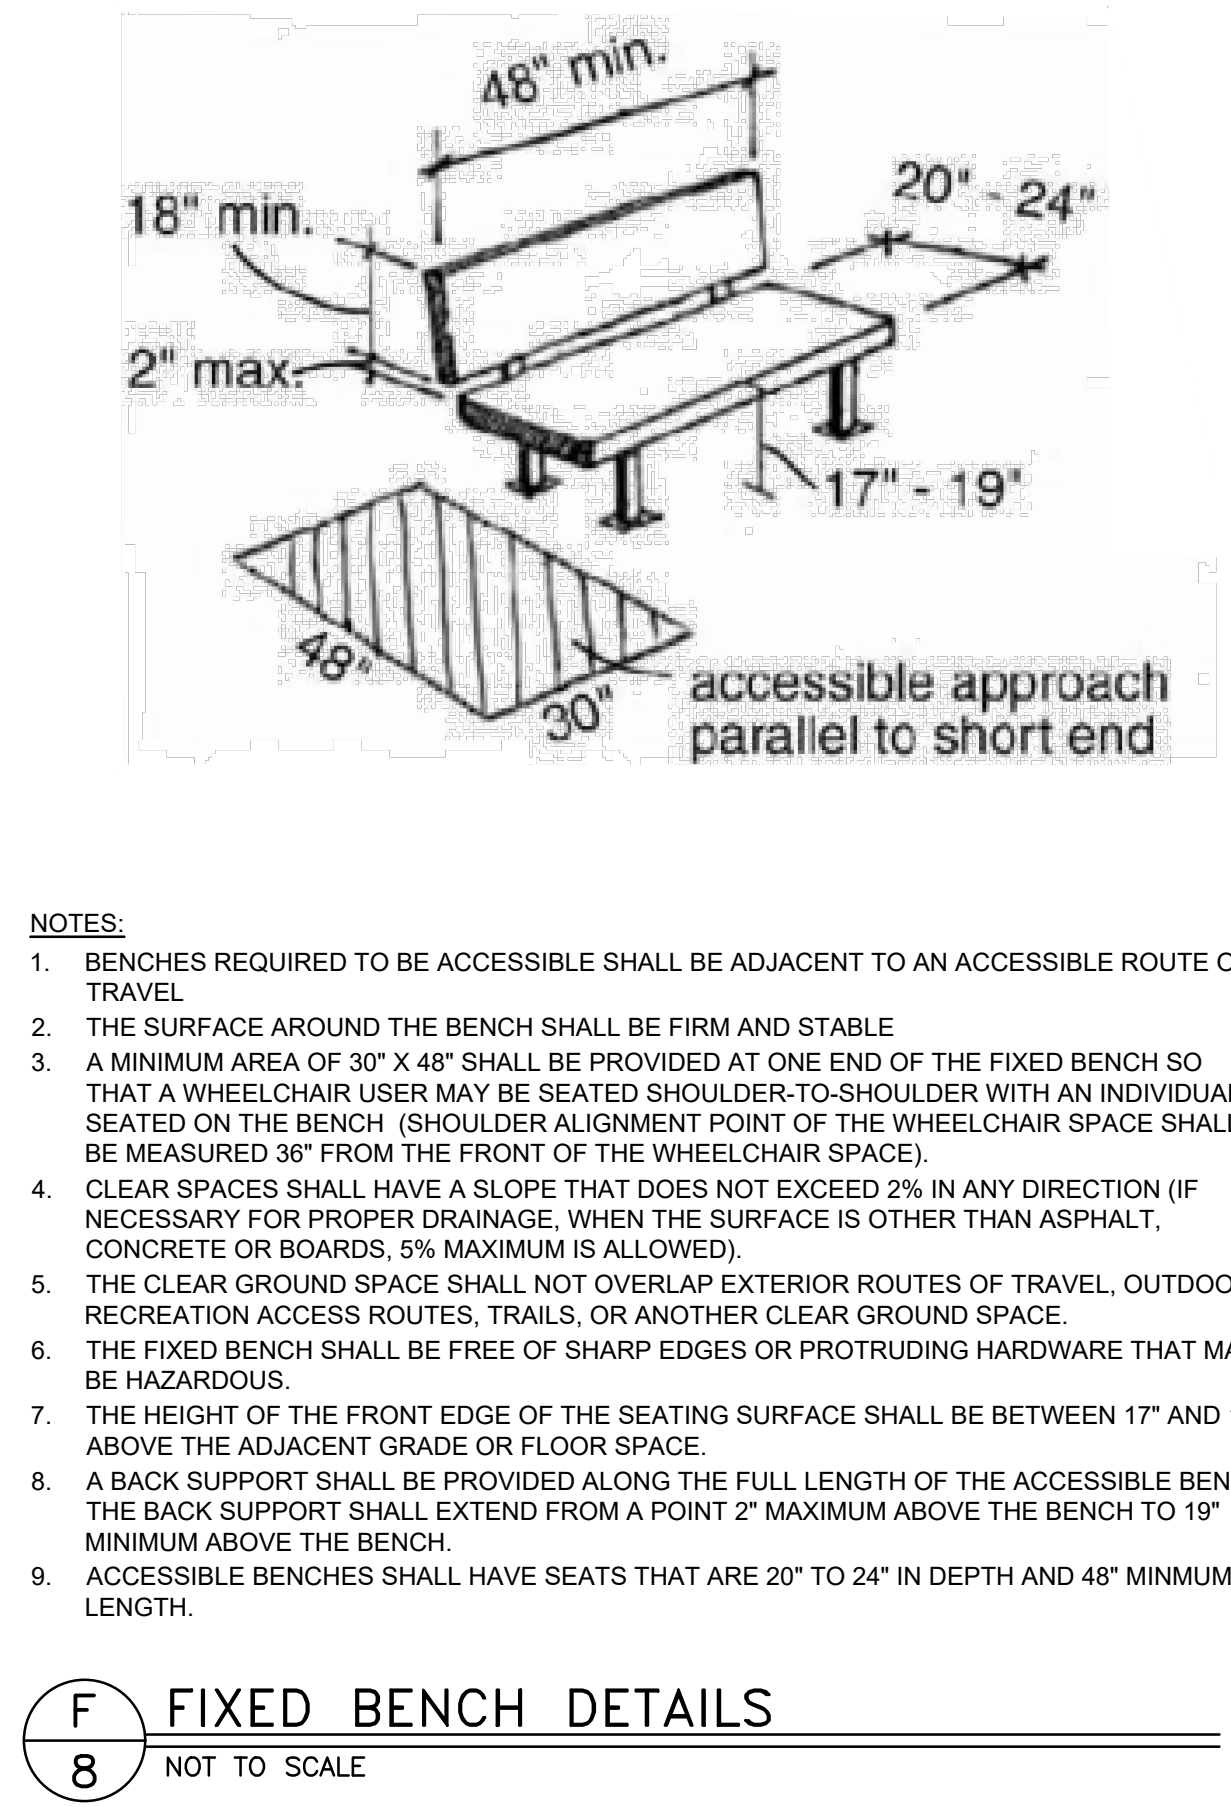 48" min.
20" - 24"
18" min.
2" max.
17" - 19"
48"
30"
accessible approach
parallel to short end
NOTES:
1. BENCHES REQUIRED TO BE ACCESSIBLE SHALL BE ADJACENT TO AN ACCESSIBLE ROUTE
TRAVEL
2. THE SURFACE AROUND THE BENCH SHALL BE FIRM AND STABLE
3. A MINIMUM AREA OF 30" X 48" SHALL BE PROVIDED AT ONE END OF THE FIXED BENCH SO
THAT A WHEELCHAIR USER MAY BE SEATED SHOULDER-TO-SHOULDER WITH AN INDIVIDUAL
SEATED ON THE BENCH (SHOULDER ALIGNMENT POINT OF THE WHEELCHAIR SPACE SHALL
BE MEASURED 36" FROM THE FRONT OF THE WHEELCHAIR SPACE).
4. CLEAR SPACES SHALL HAVE A SLOPE THAT DOES NOT EXCEED 2% IN ANY DIRECTION (IF
NECESSARY FOR PROPER DRAINAGE, WHEN THE SURFACE IS OTHER THAN ASPHALT,
CONCRETE OR BOARDS, 5% MAXIMUM IS ALLOWED).
5. THE CLEAR GROUND SPACE SHALL NOT OVERLAP EXTERIOR ROUTES OF TRAVEL, OUTDOO
RECREATION ACCESS ROUTES, TRAILS, OR ANOTHER CLEAR GROUND SPACE.
6. THE FIXED BENCH SHALL BE FREE OF SHARP EDGES OR PROTRUDING HARDWARE THAT MA
BE HAZARDOUS.
7. THE HEIGHT OF THE FRONT EDGE OF THE SEATING SURFACE SHALL BE BETWEEN 17" AND
ABOVE THE ADJACENT GRADE OR FLOOR SPACE.
8. A BACK SUPPORT SHALL BE PROVIDED ALONG THE FULL LENGTH OF THE ACCESSIBLE BEN
THE BACK SUPPORT SHALL EXTEND FROM A POINT 2" MAXIMUM ABOVE THE BENCH TO 19"
MINIMUM ABOVE THE BENCH.
9. ACCESSIBLE BENCHES SHALL HAVE SEATS THAT ARE 20" TO 24" IN DEPTH AND 48" MINMUM
LENGTH.
F
8
FIXED BENCH DETAILS
NOT TO SCALE